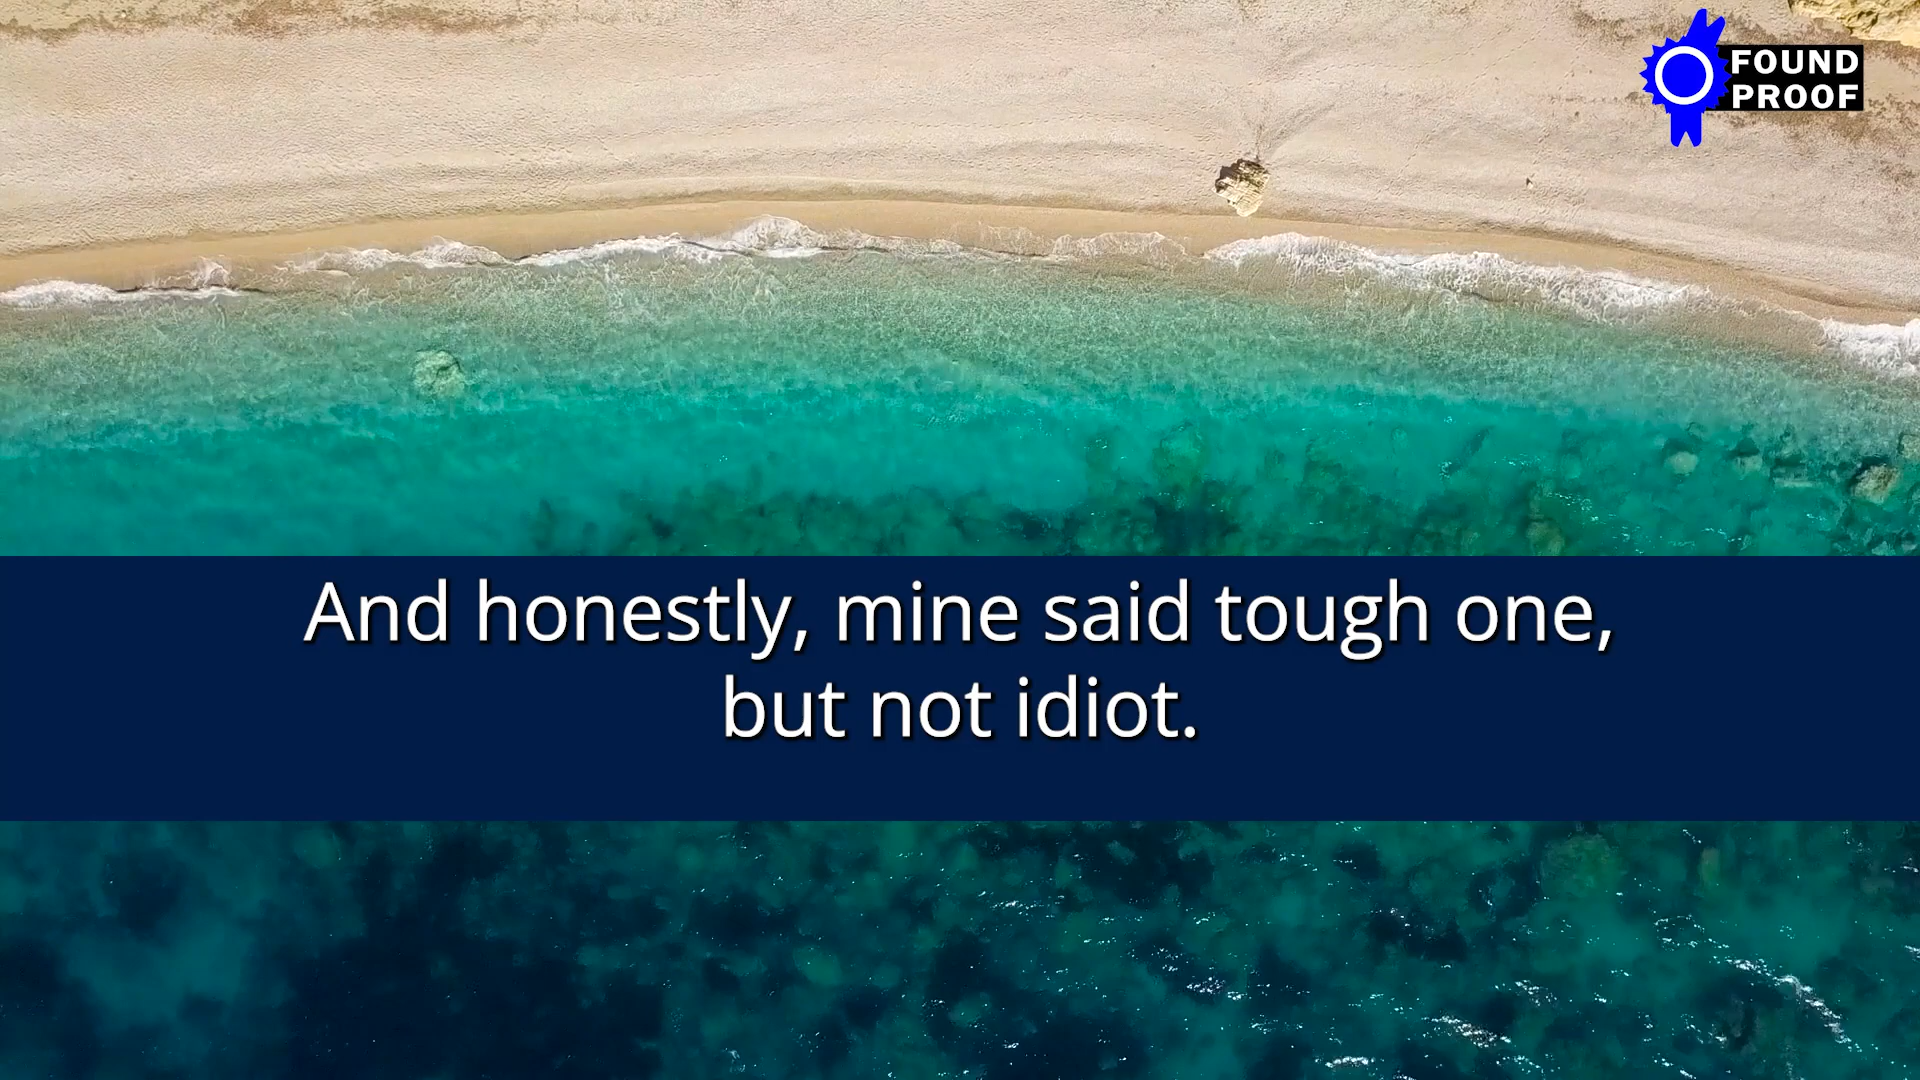 FOUND
PROOF
And honestly, mine said tough one,
but not idiot.